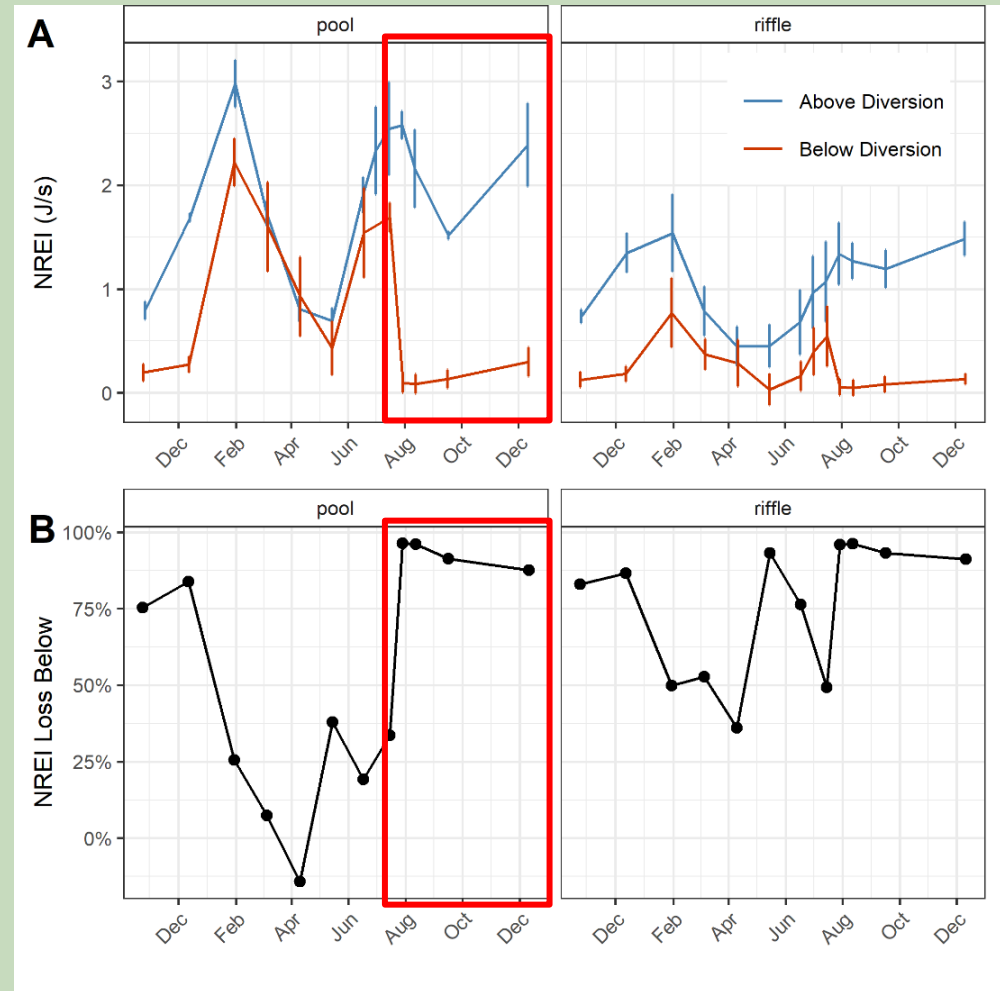 A
pool
riffle
NREI (J/s)
3
2
1
0
Above Diversion
Below Diversion
Dec
Feb
Apr
Jun
Aug
Oct
Dec
Dec
Feb
Apr
Jun
Aug
Oct
Dec
B
pool
riffle
NREI Loss Below
100%
75%
50%
25%
0%
Dec
Feb
Apr
Jun
Aug
Oct
Dec
Dec
Feb
Apr
Jun
Aug
Oct
Dec